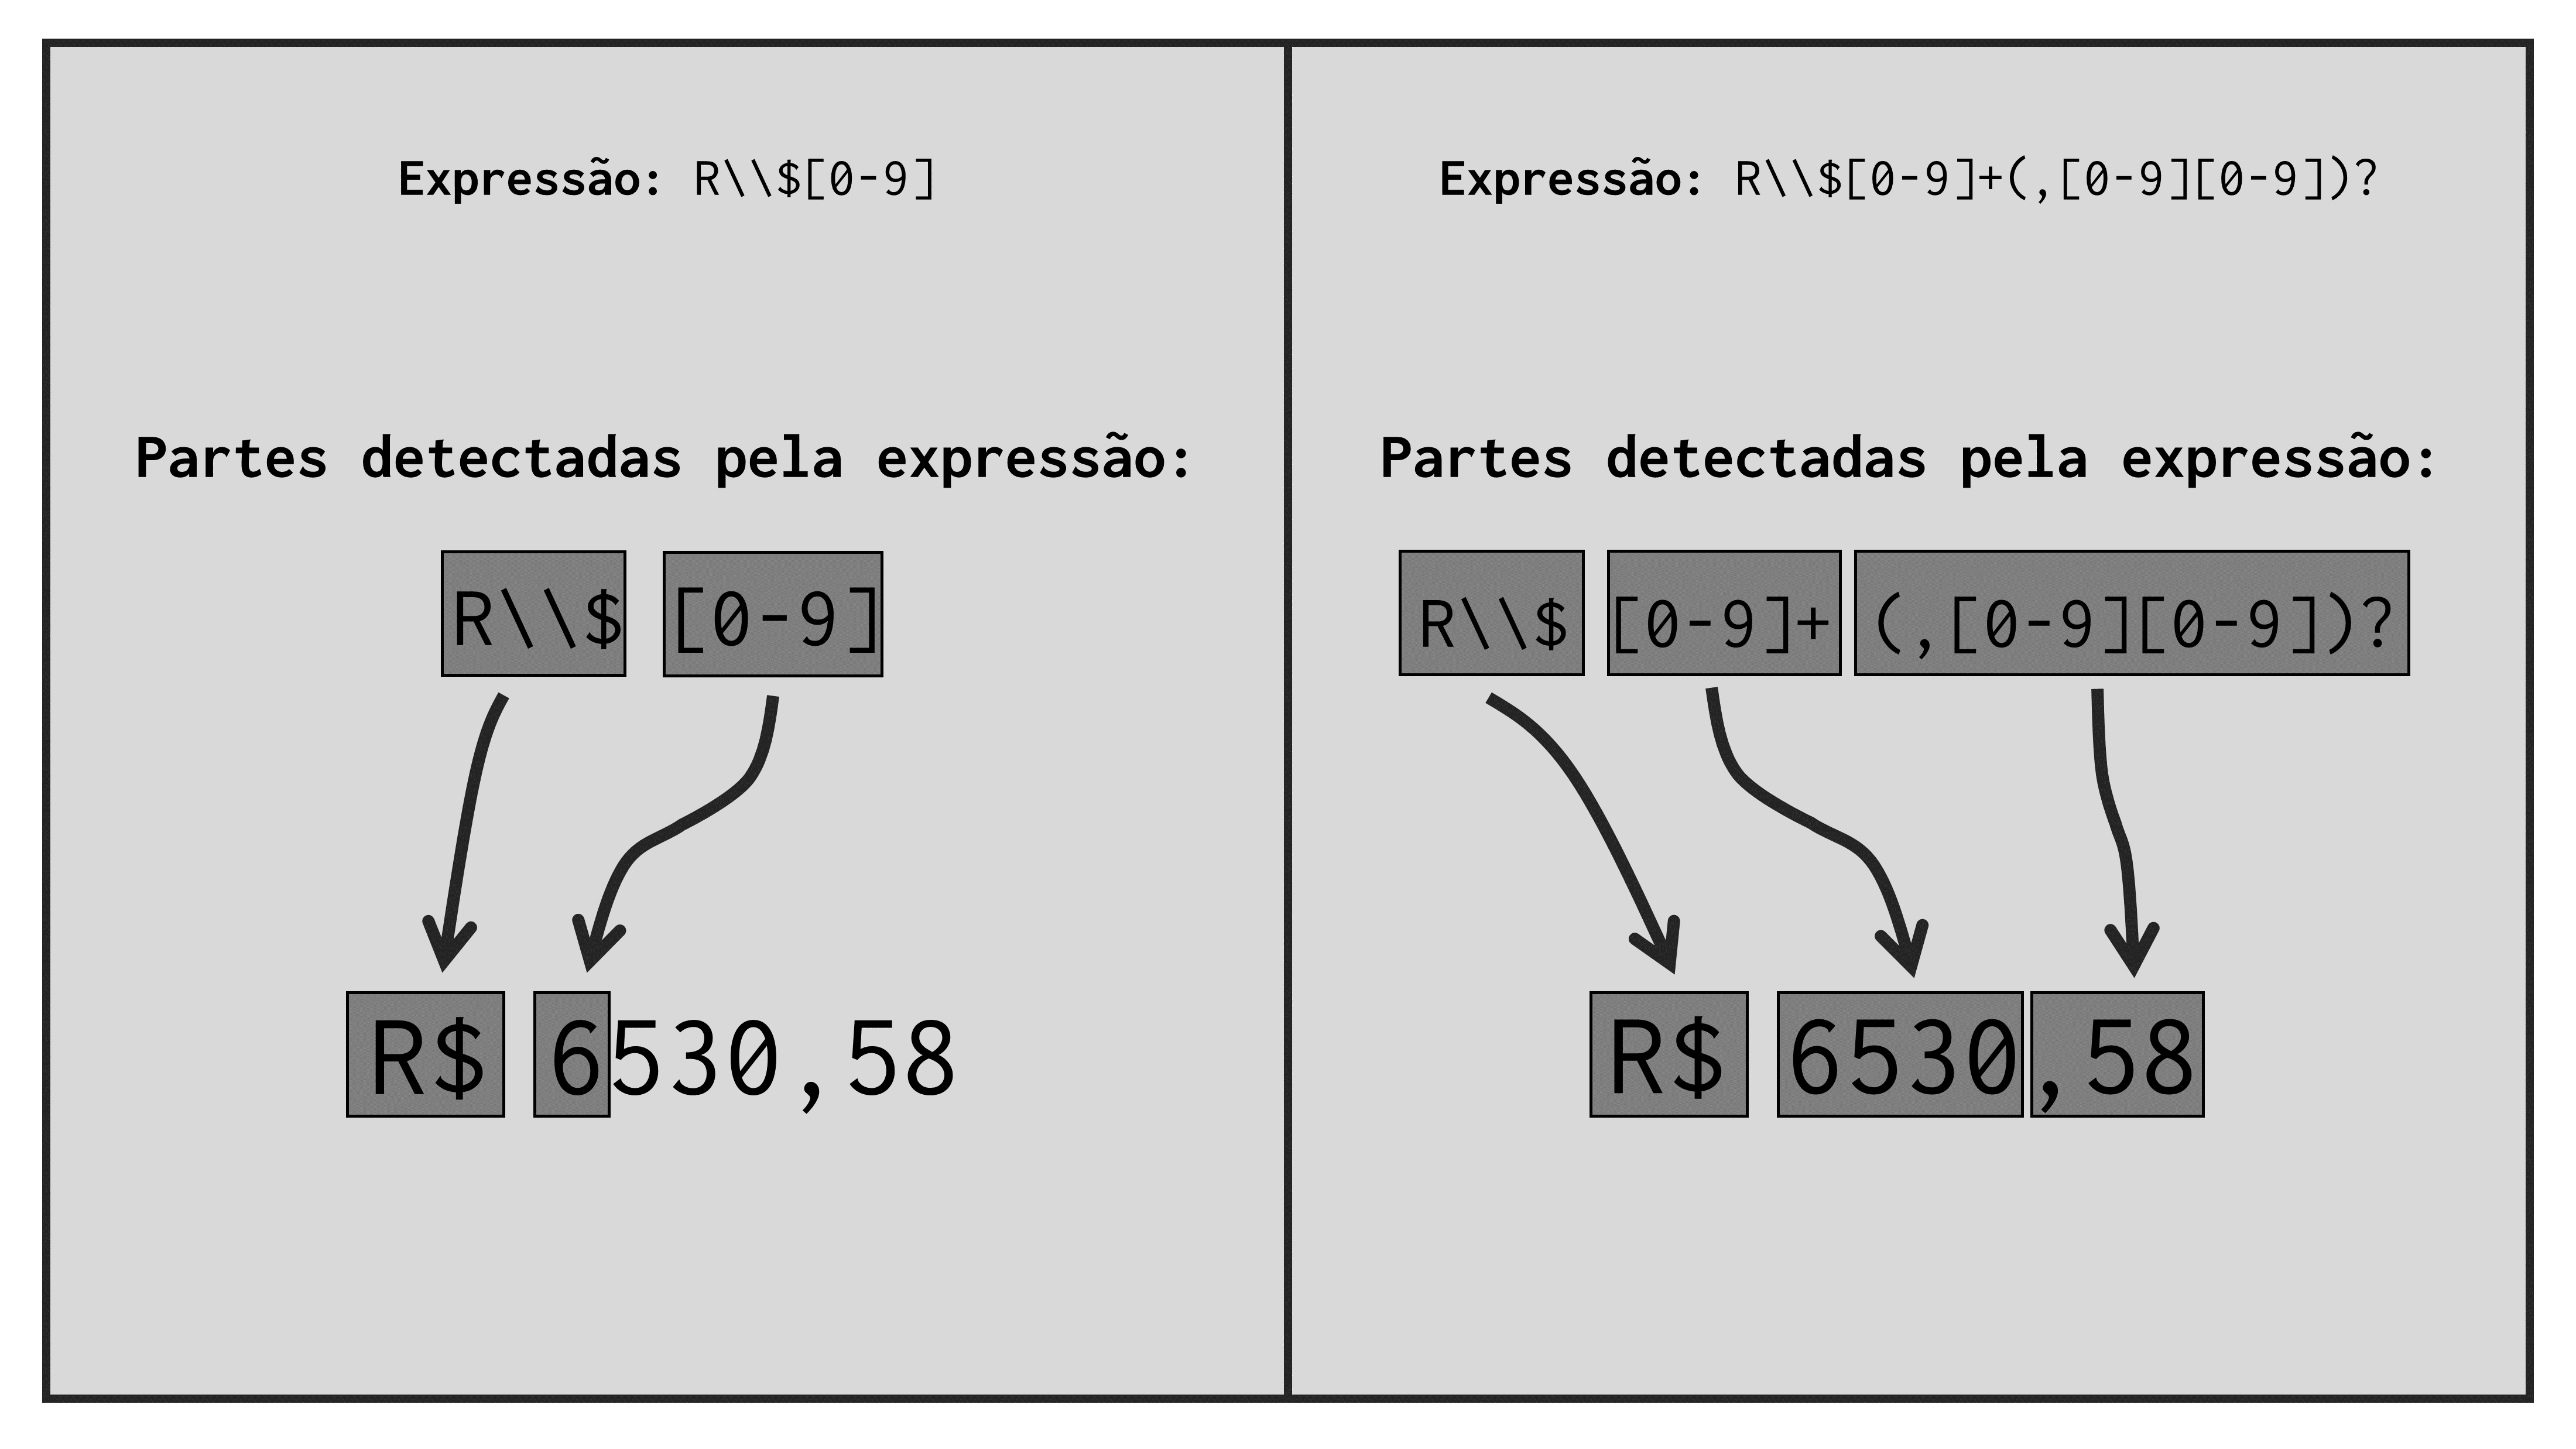 Expressão: R\\$[0-9]
Partes detectadas pela expressão:
R\\$ [0-9]
R$ 6530,58
Expressão: R\\$[0-9]+(,[0-9][0-9])?
Partes detectadas pela expressão:
R\\$ [0-9]+ (,[0-9][0-9])?
R$ 6530,58